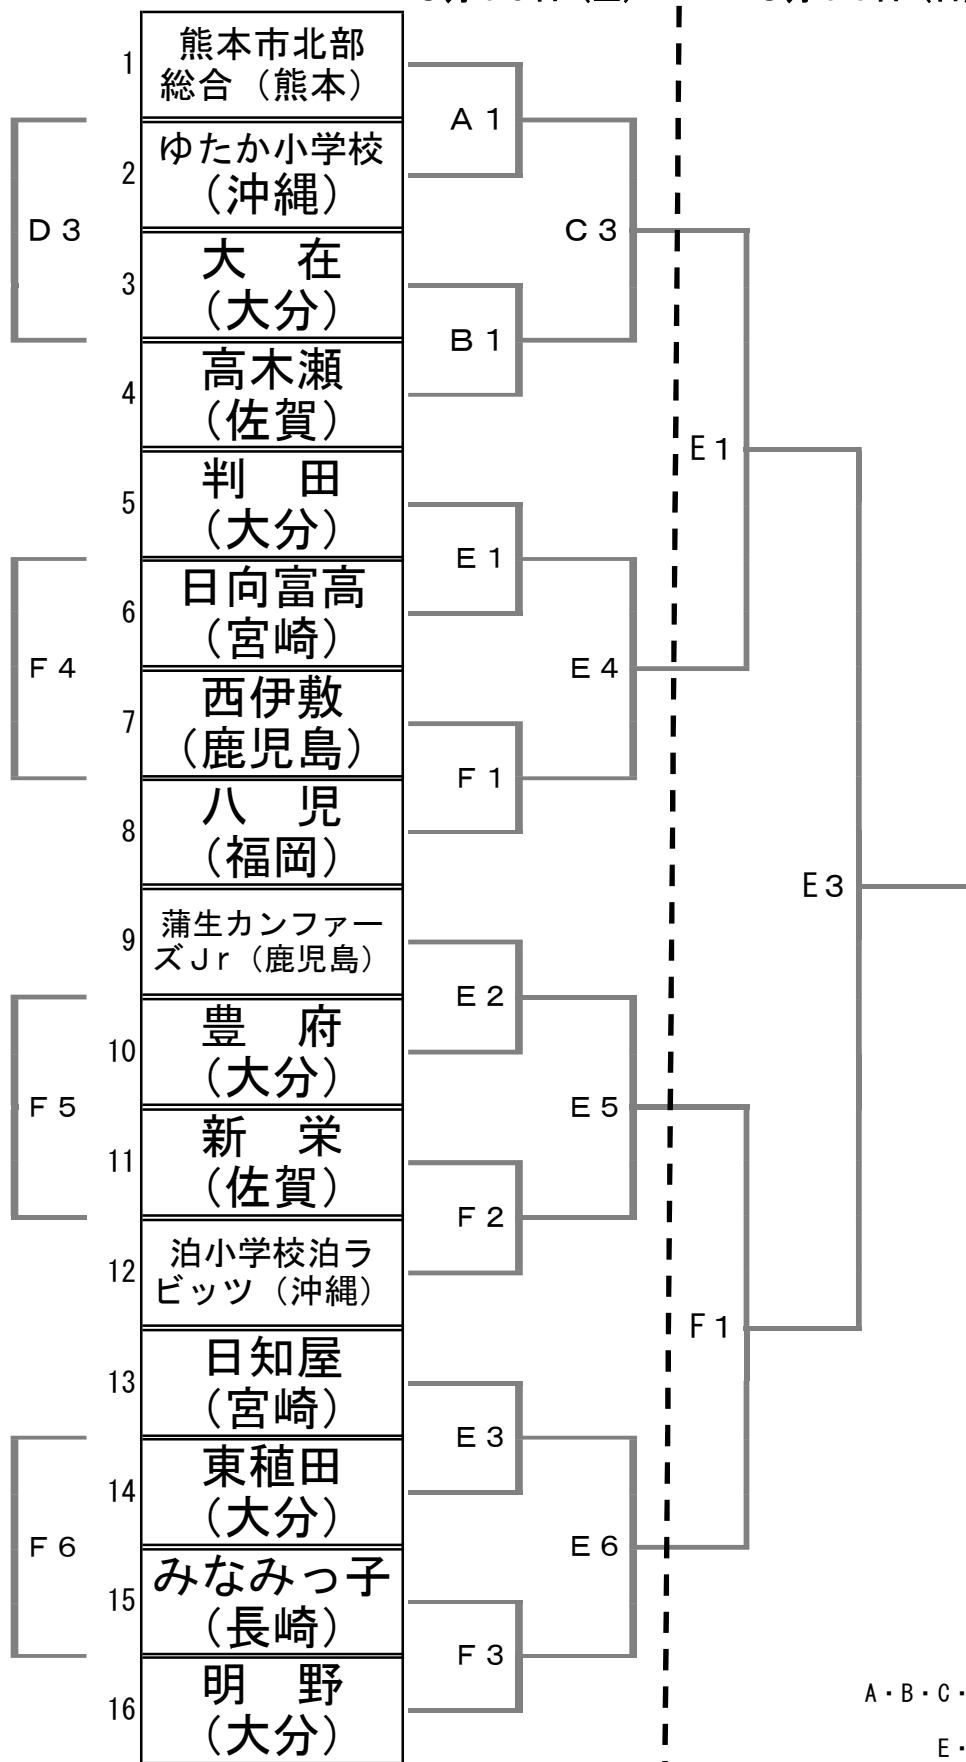 1
熊本市北部
総合（熊本）
A1
2
ゆたか小学校
（沖縄）
D3
C3
3
大　在
（大分）
B1
4
高木瀬
（佐賀）
E1
5
判　田
（大分）
E1
6
日向富高
（宮崎）
F4
E4
7
西伊敷
（鹿児島）
F1
8
八　児
（福岡）
E3
9
蒲生カンファー
ズJr（鹿児島）
E2
10
豊　府
（大分）
F5
E5
11
新　栄
（佐賀）
F2
12
泊小学校泊ラ
ビッツ（沖縄）
F1
13
日知屋
（宮崎）
E3
14
東稙田
（大分）
F6
E6
15
みなみっ子
（長崎）
F3
16
明　野
（大分）
A・B・C・
E・